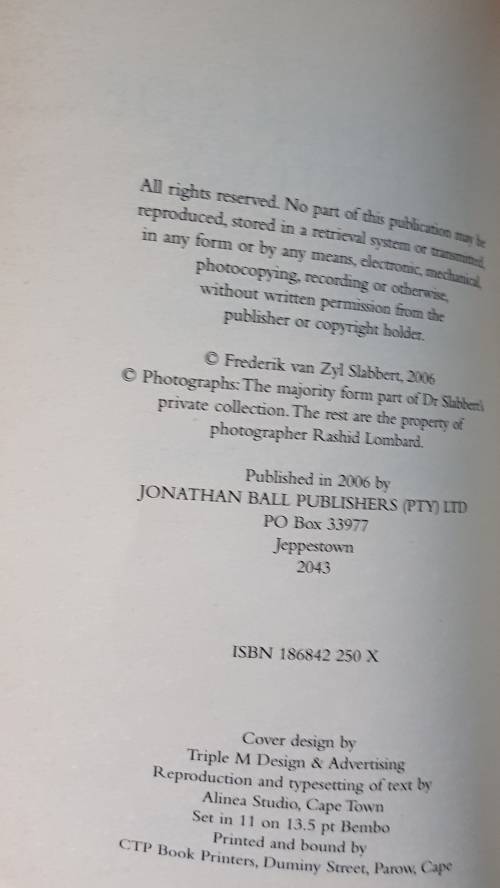 All rights reserved. No part of this publication may be
reproduced, stored in a retrieval system or transmitted,
in any form or by any means, electronic, mechanical,
photocopying, recording or otherwise,
without written permission from the
publisher or copyright holder.
© Frederik van Zyl Slabbert, 2006
© Photographs: The majority form part of Dr Slabbert's
private collection. The rest are the property of
photographer Rashid Lombard.
Published in 2006 by
JONATHAN BALL PUBLISHERS (PTY) LTD
PO Box 33977
Jeppestown
2043
ISBN 186842 250 X
Cover design by
Triple M Design & Advertising
Reproduction and typesetting of text by
Alinea Studio, Cape Town
Set in 11 on 13.5 pt Bembo
Printed and bound by
CTP Book Printers, Duminy Street, Parow, Cape